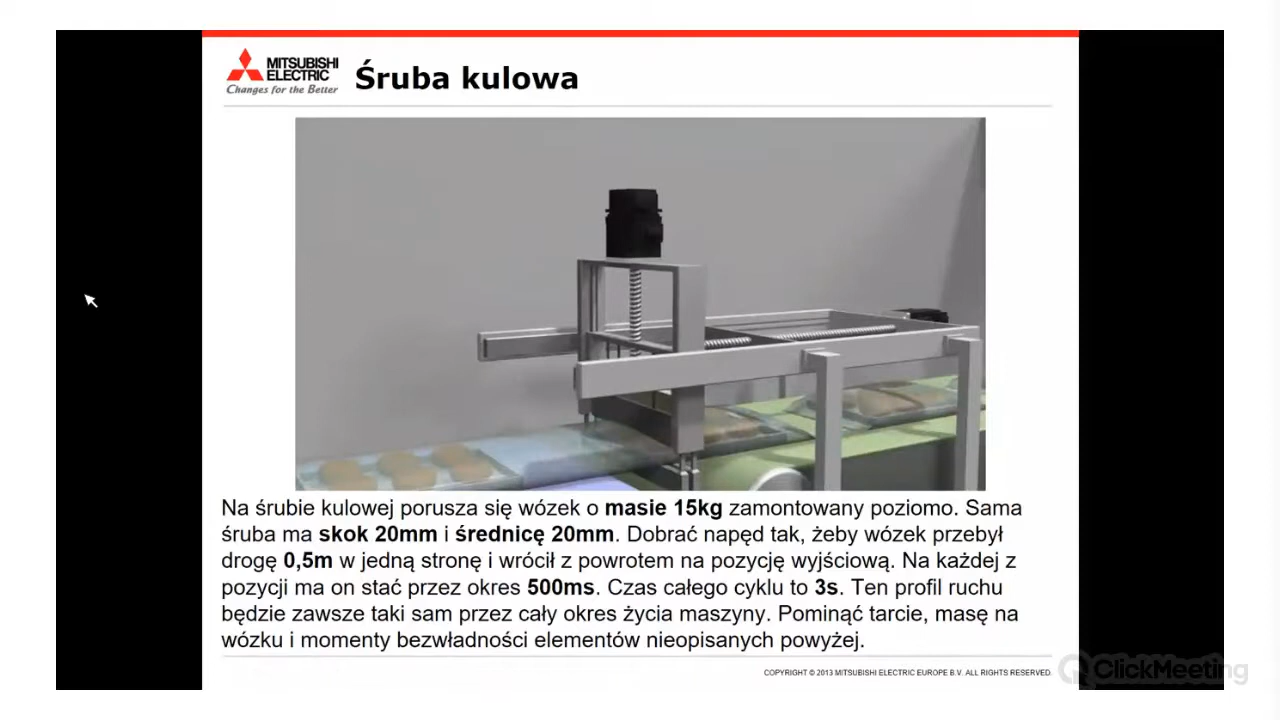 MITSUBISHI
ELECTRIC
Changes for the Better
Śruba kulowa
Na śrubie kulowej porusza się wózek o masie 15kg zamontowany poziomo. Sama
śruba ma skok 20mm i średnicę 20mm. Dobrać napęd tak, żeby wózek przebył
drogę 0,5m w jedną stronę i wrócił z powrotem na pozycję wyjściową. Na każdej z
pozycji ma on stać przez okres 500ms. Czas całego cyklu to 3s. Ten profil ruchu
będzie zawsze taki sam przez cały okres życia maszyny. Pominąć tarcie, masę na
wózku i momenty bezwładności elementów nieopisanych powyżej.
COPYRIGHT © 2013 MITSUBISHI ELECTRIC EUROPE B.V. ALL RIGHTS RESERVED.
ClickMeeting